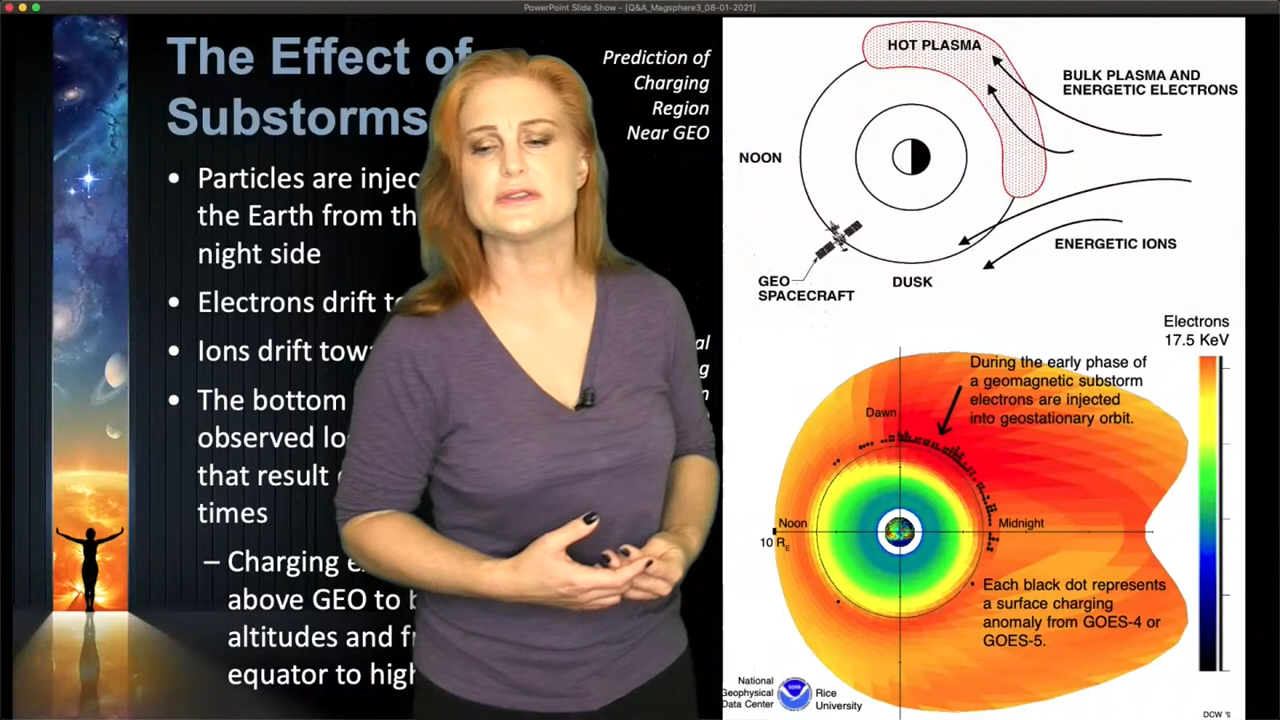 PowerPoint Slide Show - [Q&A_Magsphere3_08-01-2021]
The Effect of
Substorms
• Particles are
the Earth from
night side
• Electrons drift
• Ions drift
• The bottom
observed
that result
times
– Charging
above GEO to
altitudes and
equator to
Prediction of
Charging
Region
Near GEO
HOT PLASMA
BULK PLASMA AND
ENERGETIC ELECTRONS
NOON
ENERGETIC IONS
GEO
SPACECRAFT
DUSK
Electrons
17.5 KeV
During the early phase of
a geomagnetic substorm
electrons are injected
into geostationary orbit.
Dawn
Noon
Midnight
10 RE
• Each black dot represents
a surface charging
anomaly from GOES-4 or
GOES-5.
National
Geophysical
Data Center
Rice
University
DCW